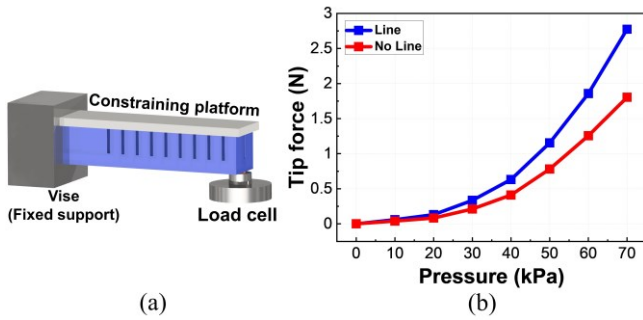 Constraining platform
Vise
(Fixed support)
Load cell
(a)
Line
No Line
Tip force (N)
3
2.5
2
1.5
1
0.5
0
0 10 20 30 40 50 60 70
Pressure (kPa)
(b)